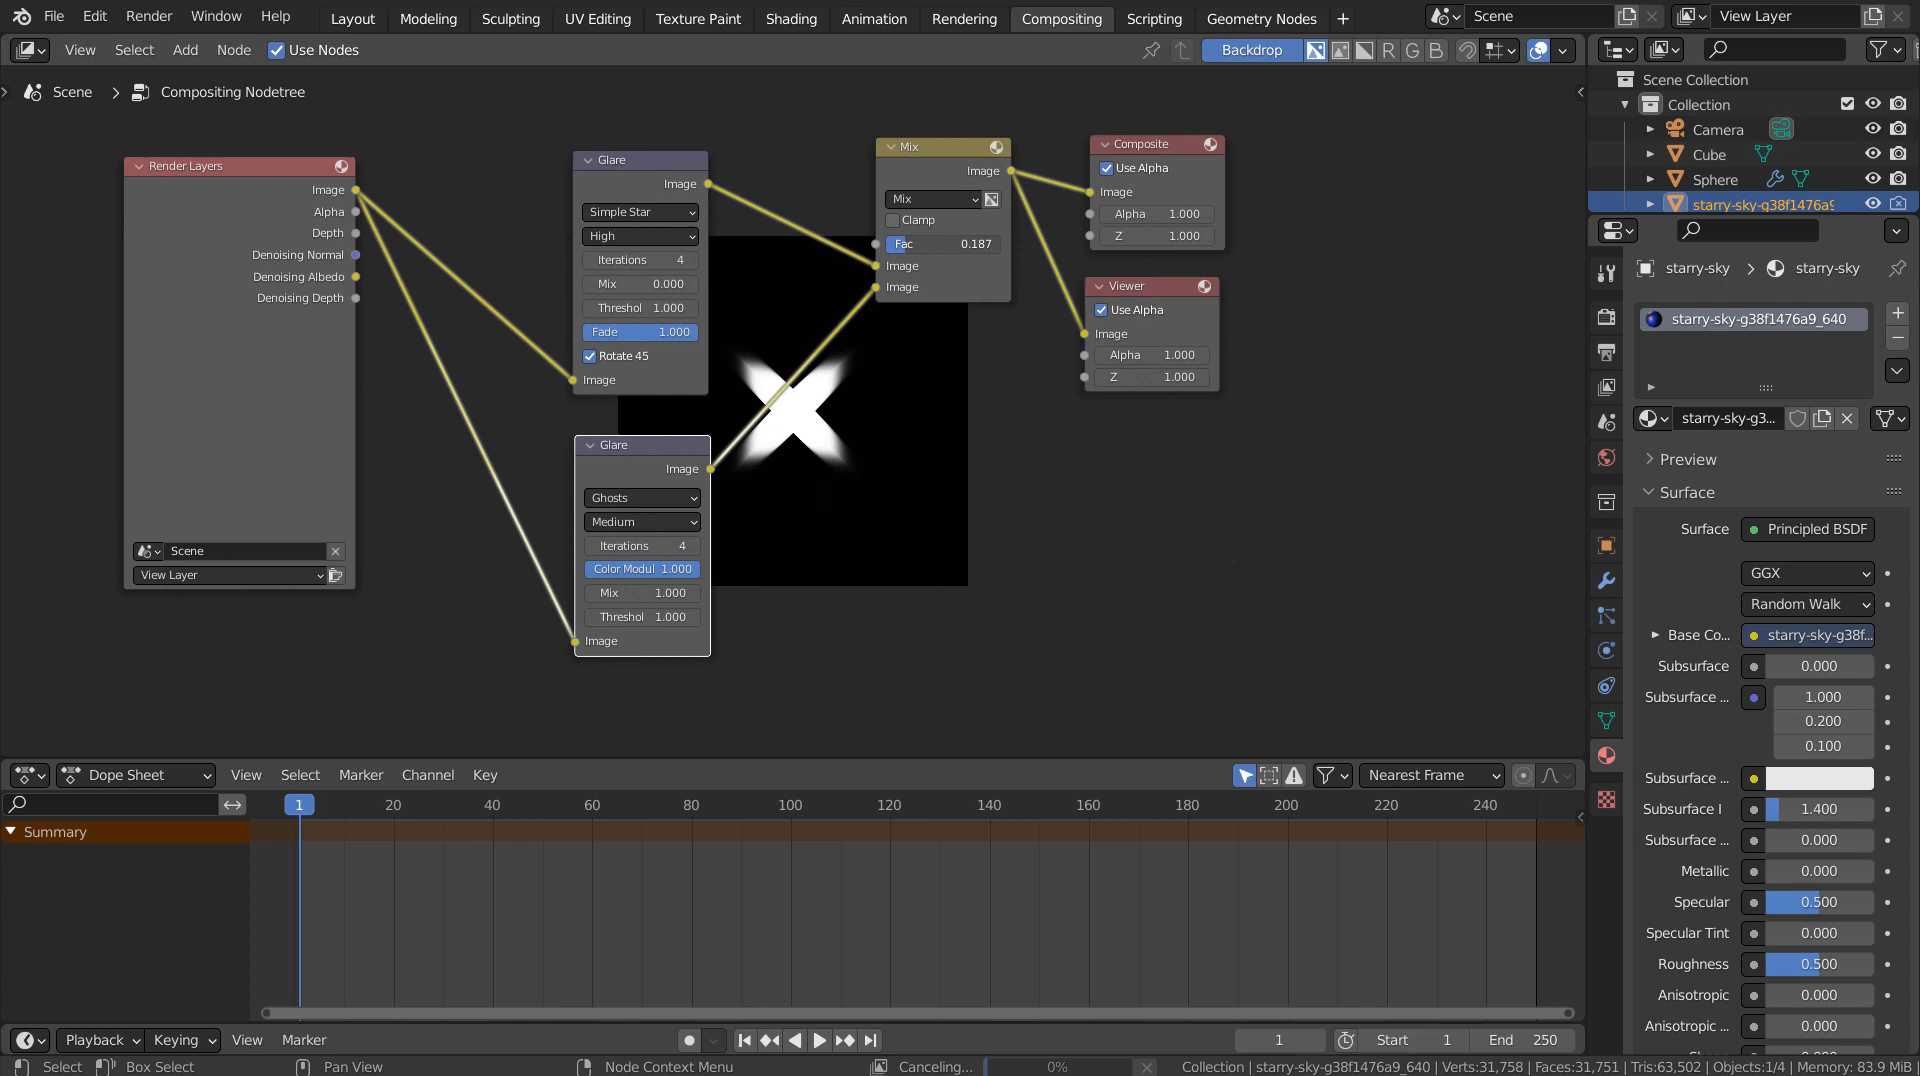 File Edit Render Window Help Layout Modeling Sculpting UV Editing Texture Paint Shading Animation Rendering Compositing Scripting Geometry Nodes + Scene View Layer
View Select Add Node Use Nodes Backdrop R G B
Scene > Compositing Nodetree
Render Layers
Image
Alpha
Depth
Denoising Normal
Denoising Albedo
Denoising Depth
Scene
View Layer
Glare
Image
Simple Star
High
Iterations 4
Mix 0.000
Threshol 1.000
Fade 1.000
Rotate 45
Image
Glare
Image
Ghosts
Medium
Iterations 4
Color Modul 1.000
Mix 1.000
Threshol 1.000
Image
Mix
Image
Mix
Clamp
Fac 0.187
Image
Image
Composite
Use Alpha
Image
Alpha 1.000
Z 1.000
Viewer
Use Alpha
Image
Alpha 1.000
Z 1.000
Scene Collection
Collection
Camera
Cube
Sphere
starry-sky-g38f1476a9
starry-sky > starry-sky
starry-sky-g38f1476a9_640
starry-sky-g3...
Preview
Surface
Surface Principled BSDF
GGX
Random Walk
Base Co... starry-sky-g38f...
Subsurface 0.000
Subsurface ... 1.000
0.200
0.100
Subsurface ...
Subsurface I 1.400
Subsurface ... 0.000
Metallic 0.000
Specular 0.500
Specular Tint 0.000
Roughness 0.500
Anisotropic 0.000
Anisotropic ... 0.000
Dope Sheet View Select Marker Channel Key Nearest Frame
1 20 40 60 80 100 120 140 160 180 200 220 240
Summary
Playback Keying View Marker 1 Start 1 End 250
Select Box Select Pan View Node Context Menu Canceling... 0% Collection | starry-sky-g38f1476a9_640 | Verts:31,758 | Faces:31,751 | Tris:63,502 | Objects:1/4 | Memory: 83.9 MiB